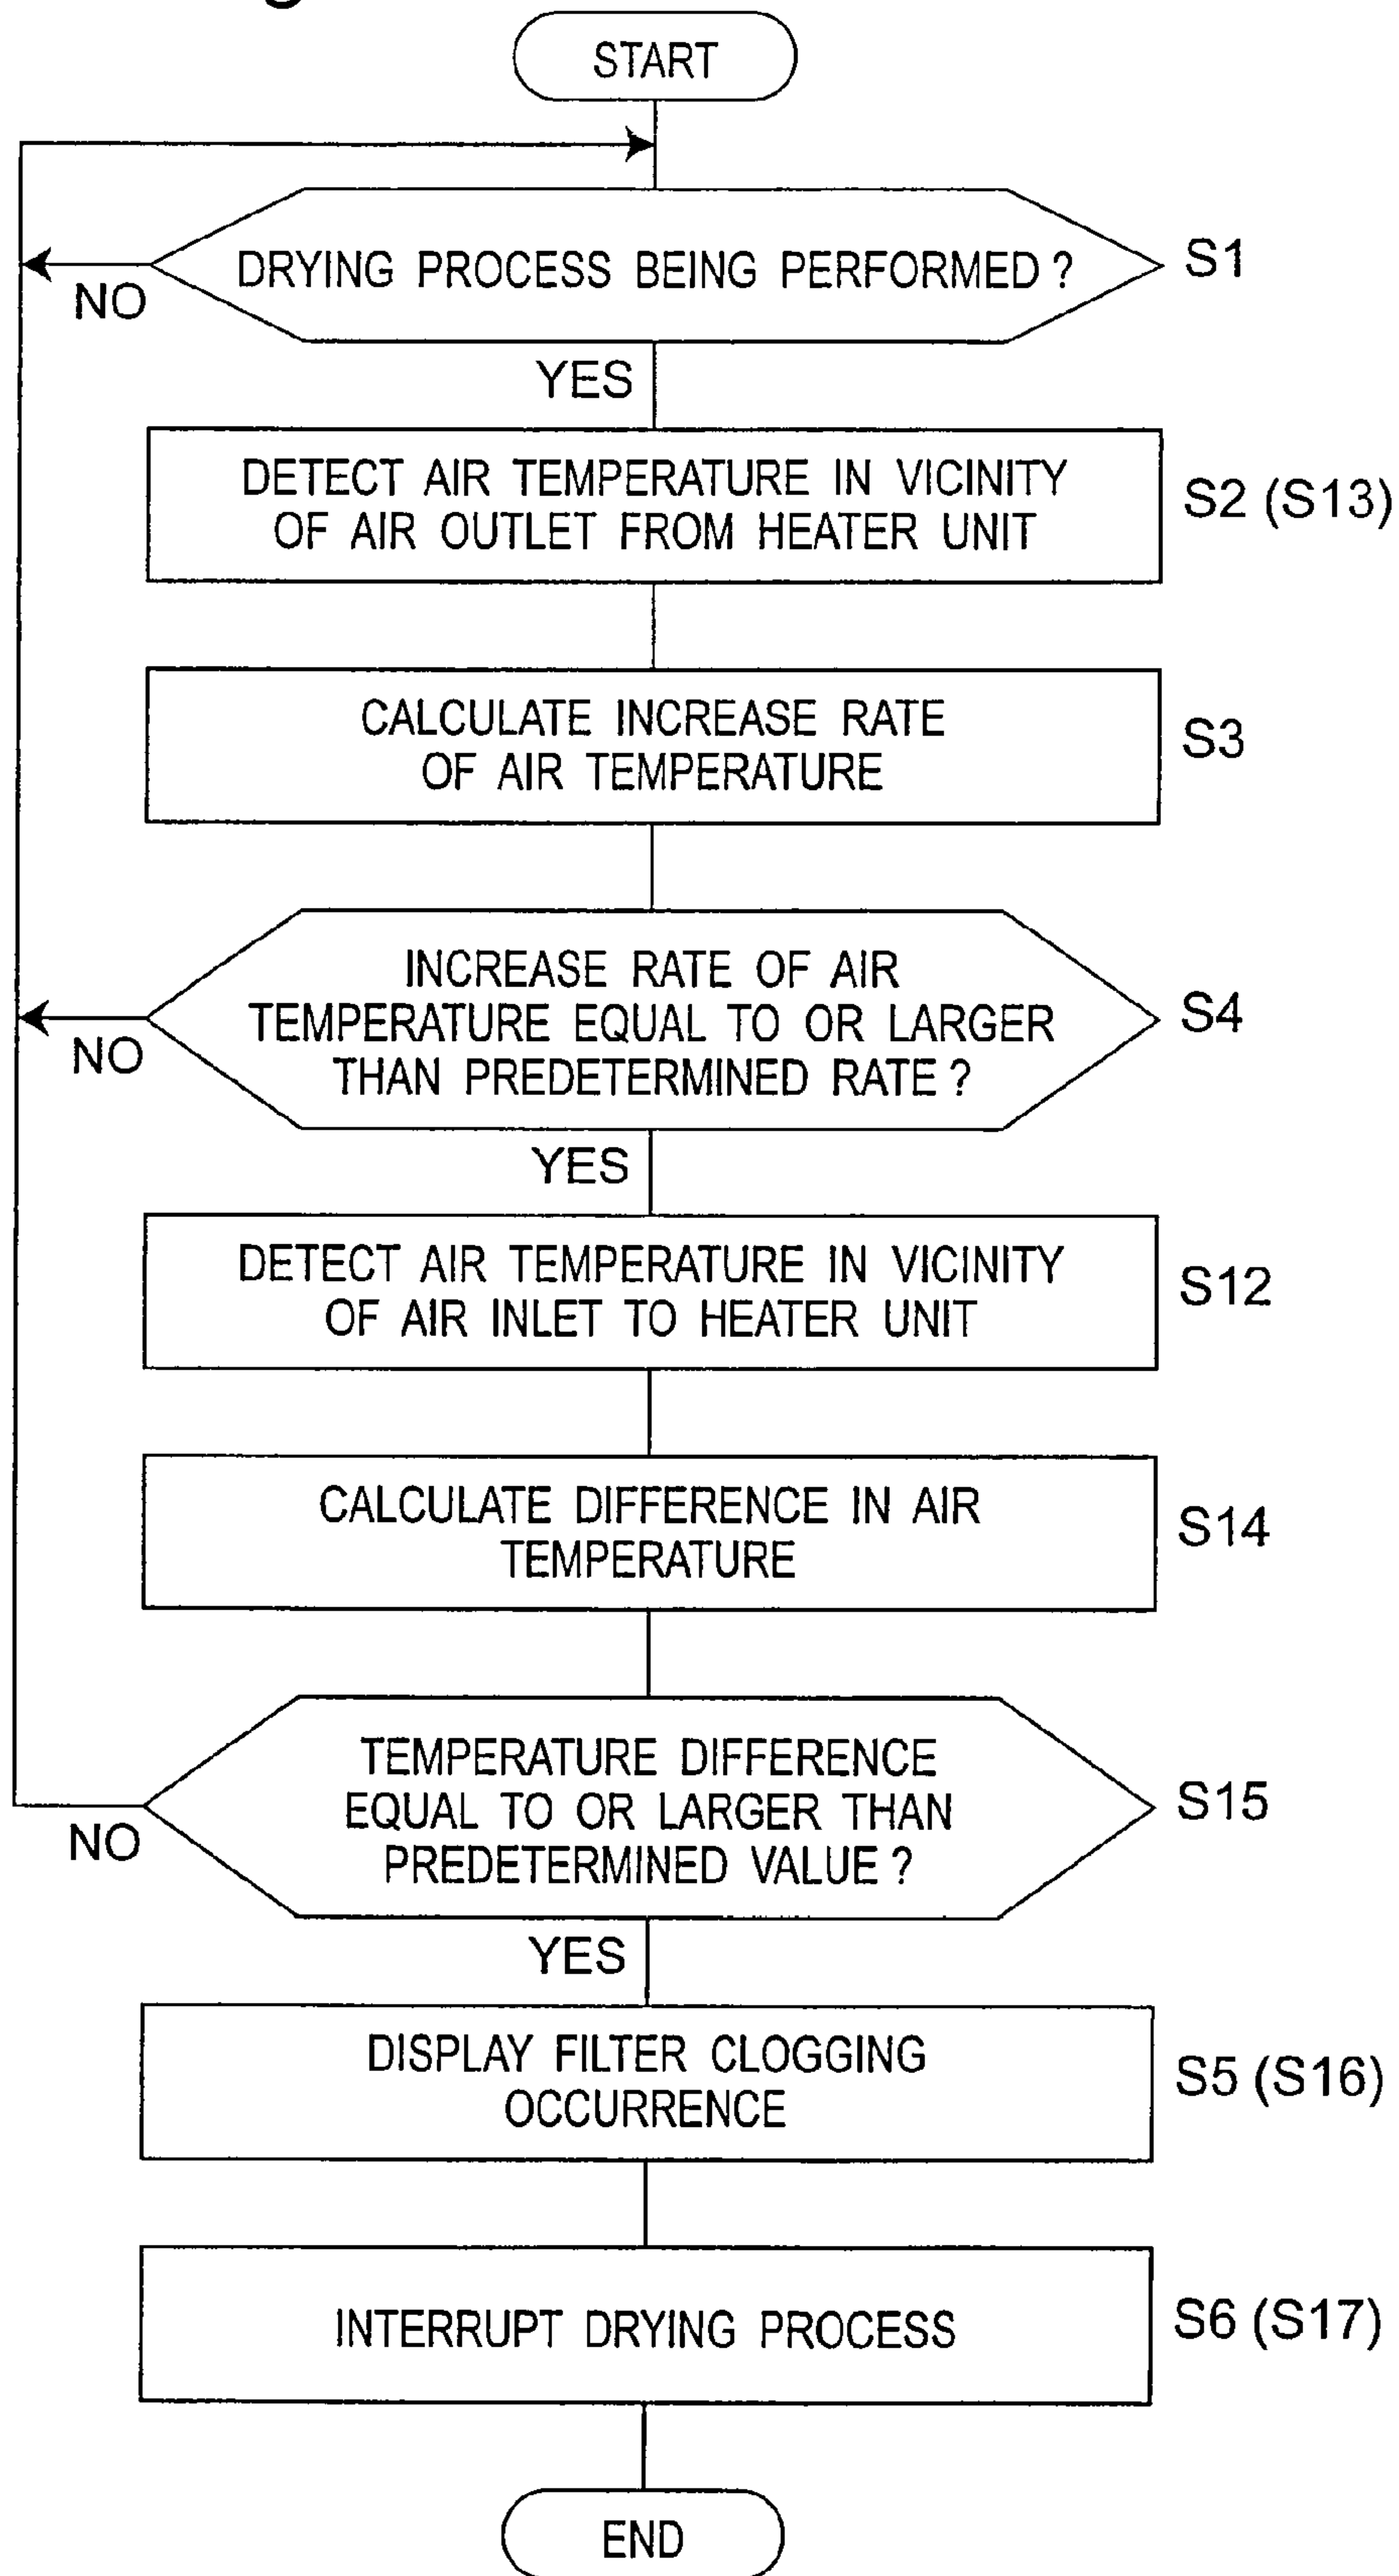 START
DRYING PROCESS BEING PERFORMED ?
S1
NO
YES
DETECT AIR TEMPERATURE IN VICINITY
OF AIR OUTLET FROM HEATER UNIT
S2 (S13)
CALCULATE INCREASE RATE
OF AIR TEMPERATURE
S3
INCREASE RATE OF AIR
TEMPERATURE EQUAL TO OR LARGER
THAN PREDETERMINED RATE ?
S4
NO
YES
DETECT AIR TEMPERATURE IN VICINITY
OF AIR INLET TO HEATER UNIT
S12
CALCULATE DIFFERENCE IN AIR
TEMPERATURE
S14
TEMPERATURE DIFFERENCE
EQUAL TO OR LARGER THAN
PREDETERMINED VALUE ?
S15
NO
YES
DISPLAY FILTER CLOGGING
OCCURRENCE
S5 (S16)
INTERRUPT DRYING PROCESS
S6 (S17)
END